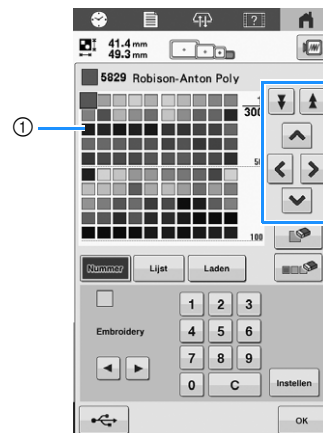 ?
41.4 mm
49.3 mm
5829 Robison-Anton Poly
1
300
50
100
①
Nummer Lijst Laden
Embroidery
1 2 3
4 5 6
7 8 9
0 C
Instellen
OK